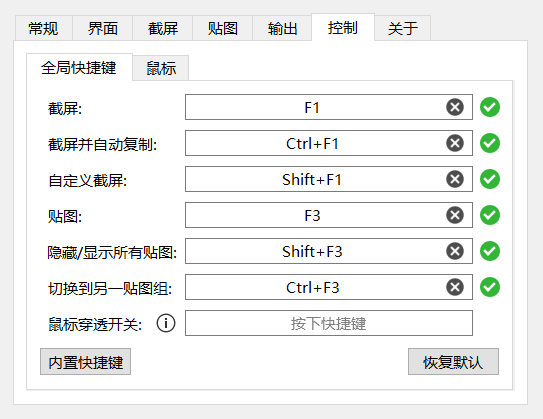 常规 界面 截屏 贴图 输出 控制 关于
全局快捷键 鼠标
截屏: F1
截屏并自动复制: Ctrl+F1
自定义截屏: Shift+F1
贴图: F3
隐藏/显示所有贴图: Shift+F3
切换到另一贴图组: Ctrl+F3
鼠标穿透开关: 按下快捷键
内置快捷键 恢复默认